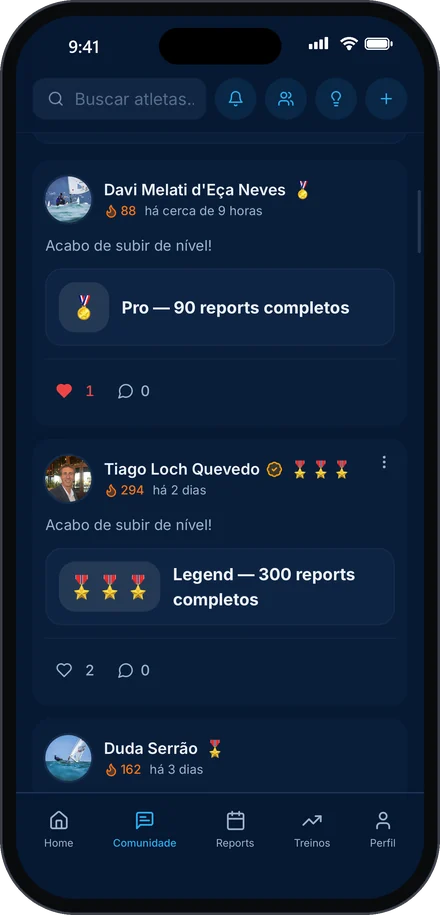 9:41
Buscar atletas..
Davi Melati d'Eça Neves
88 há cerca de 9 horas
Acabo de subir de nível!
Pro — 90 reports completos
1 0
Tiago Loch Quevedo
294 há 2 dias
Acabo de subir de nível!
Legend — 300 reports
completos
2 0
Duda Serrão
162 há 3 dias
Home Comunidade Reports Treinos Perfil